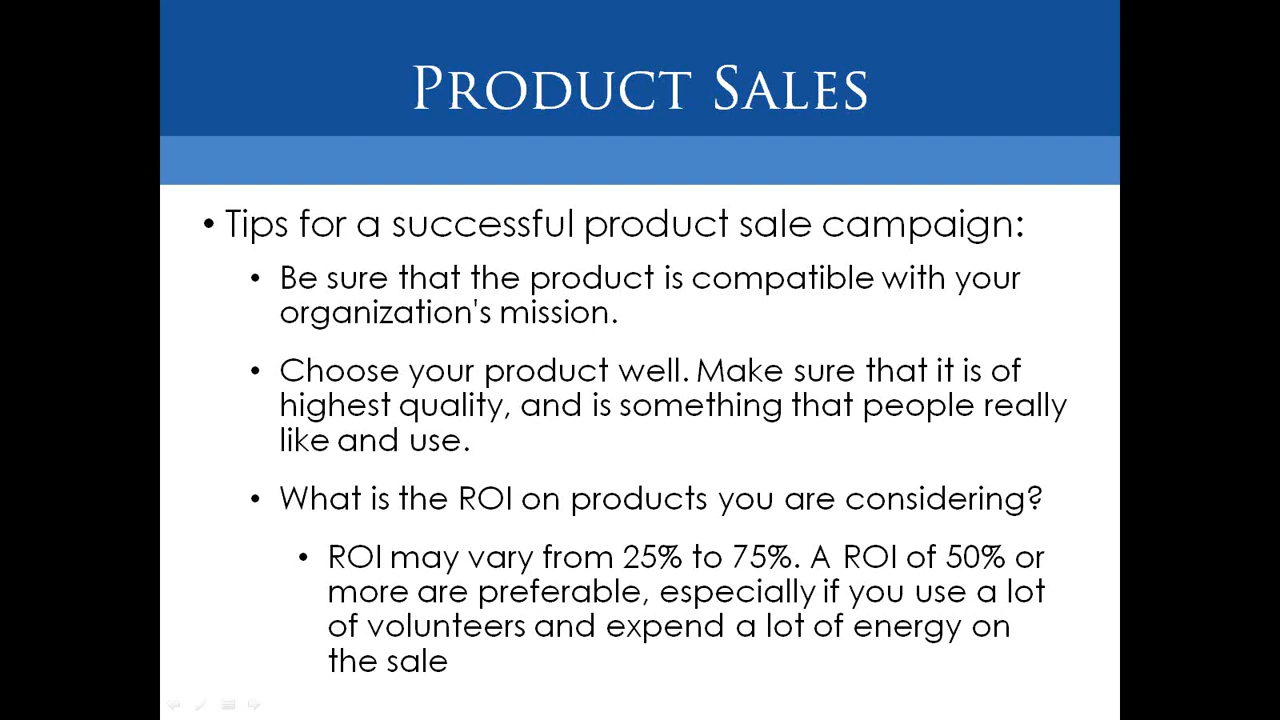 PRODUCT SALES
• Tips for a successful product sale campaign:
• Be sure that the product is compatible with your
organization's mission.
• Choose your product well. Make sure that it is of
highest quality, and is something that people really
like and use.
• What is the ROI on products you are considering?
• ROI may vary from 25% to 75%. A ROI of 50% or
more are preferable, especially if you use a lot
of volunteers and expend a lot of energy on
the sale